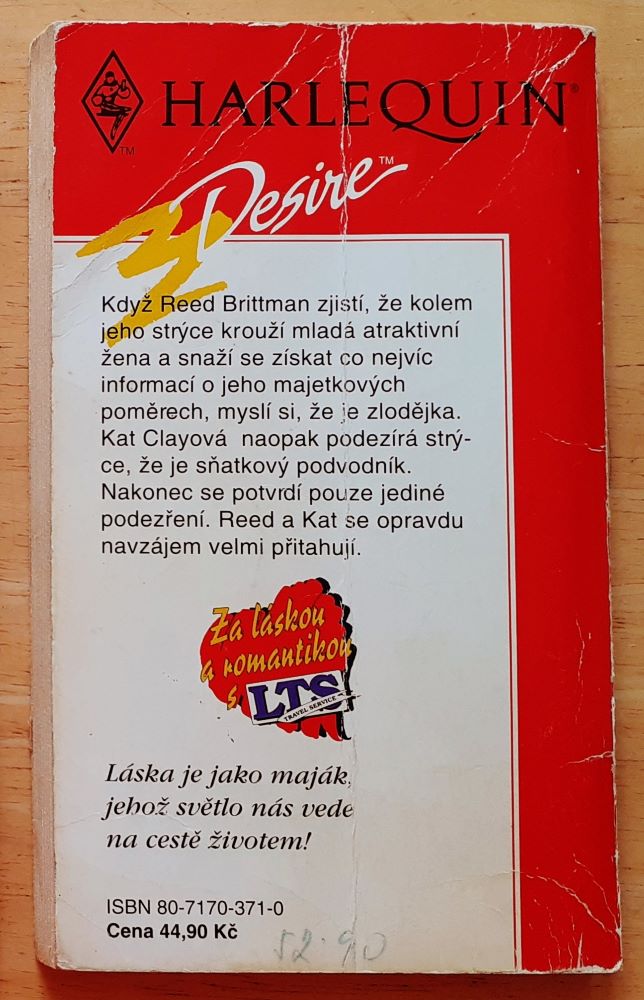 HARLEQUIN®
TM
Desire™
Když Reed Brittman zjistí, že kolem
jeho strýce krouží mladá atraktivní
žena a snaží se získat co nejvíc
informací o jeho majetkových
poměrech, myslí si, že je zlodějka.
Kat Clayová naopak podezírá strý-
ce, že je sňatkový podvodník.
Nakonec se potvrdí pouze jediné
podezření. Reed a Kat se opravdu
navzájem velmi přitahují.
Za láskou
a romantikou
s LTS
TRAVEL SERVICE
Láska je jako maják,
jehož světlo nás vede
na cestě životem!
ISBN 80-7170-371-0
Cena 44,90 Kč
52.90